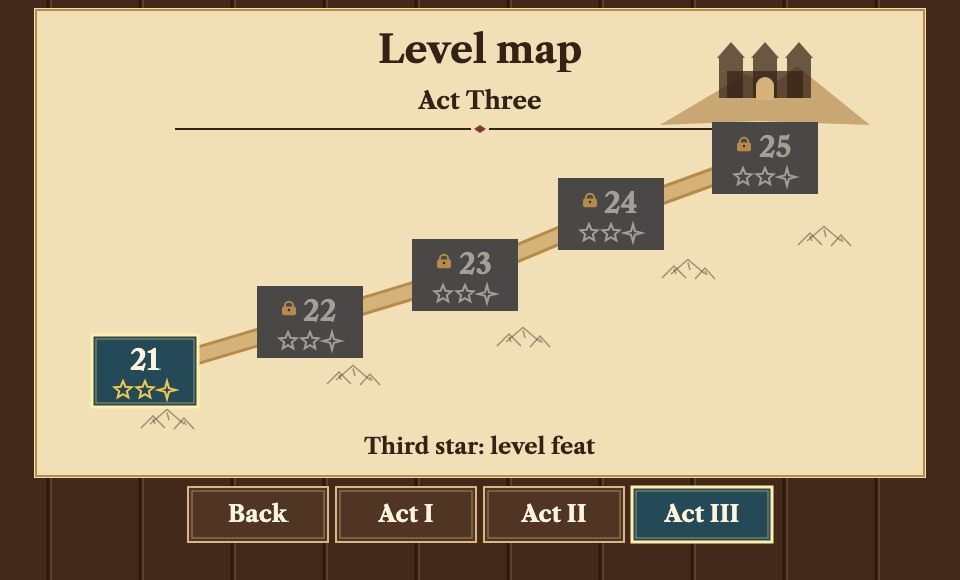 Level map
Act Three
25
24
23
22
21
Third star: level feat
Back
Act I
Act II
Act III